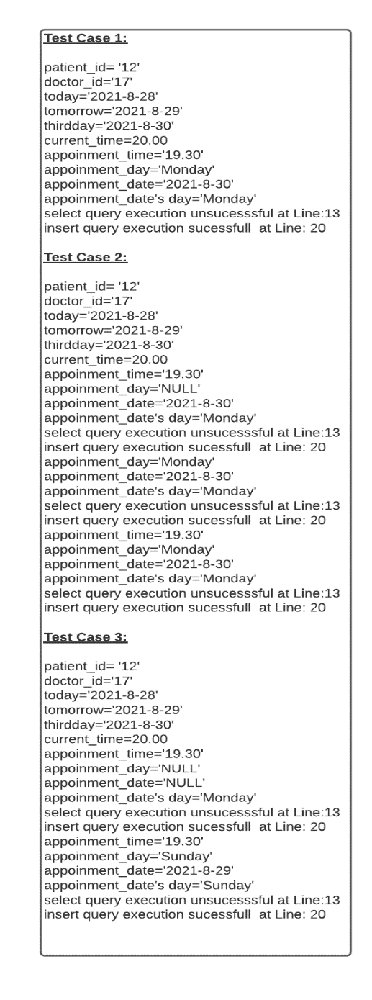 Test Case 1:
patient_id= '12'
doctor_id='17'
today='2021-8-28'
tomorrow='2021-8-29'
thirdday='2021-8-30'
current_time=20.00
appoinment_time='19.30'
appoinment_day='Monday'
appoinment_date='2021-8-30'
appoinment_date's day='Monday'
select query execution unsucesssful at Line:13
insert query execution sucessfull  at Line: 20
Test Case 2:
patient_id= '12'
doctor_id='17'
today='2021-8-28'
tomorrow='2021-8-29'
thirdday='2021-8-30'
current_time=20.00
appoinment_time='19.30'
appoinment_day='NULL'
appoinment_date='2021-8-30'
appoinment_date's day='Monday'
select query execution unsucesssful at Line:13
insert query execution sucessfull  at Line: 20
appoinment_day='Monday'
appoinment_date='2021-8-30'
appoinment_date's day='Monday'
select query execution unsucesssful at Line:13
insert query execution sucessfull  at Line: 20
appoinment_time='19.30'
appoinment_day='Monday'
appoinment_date='2021-8-30'
appoinment_date's day='Monday'
select query execution unsucesssful at Line:13
insert query execution sucessfull  at Line: 20
Test Case 3:
patient_id= '12'
doctor_id='17'
today='2021-8-28'
tomorrow='2021-8-29'
thirdday='2021-8-30'
current_time=20.00
appoinment_time='19.30'
appoinment_day='NULL'
appoinment_date='NULL'
appoinment_date's day='Monday'
select query execution unsucesssful at Line:13
insert query execution sucessfull  at Line: 20
appoinment_time='19.30'
appoinment_day='Sunday'
appoinment_date='2021-8-29'
appoinment_date's day='Sunday'
select query execution unsucesssful at Line:13
insert query execution sucessfull  at Line: 20